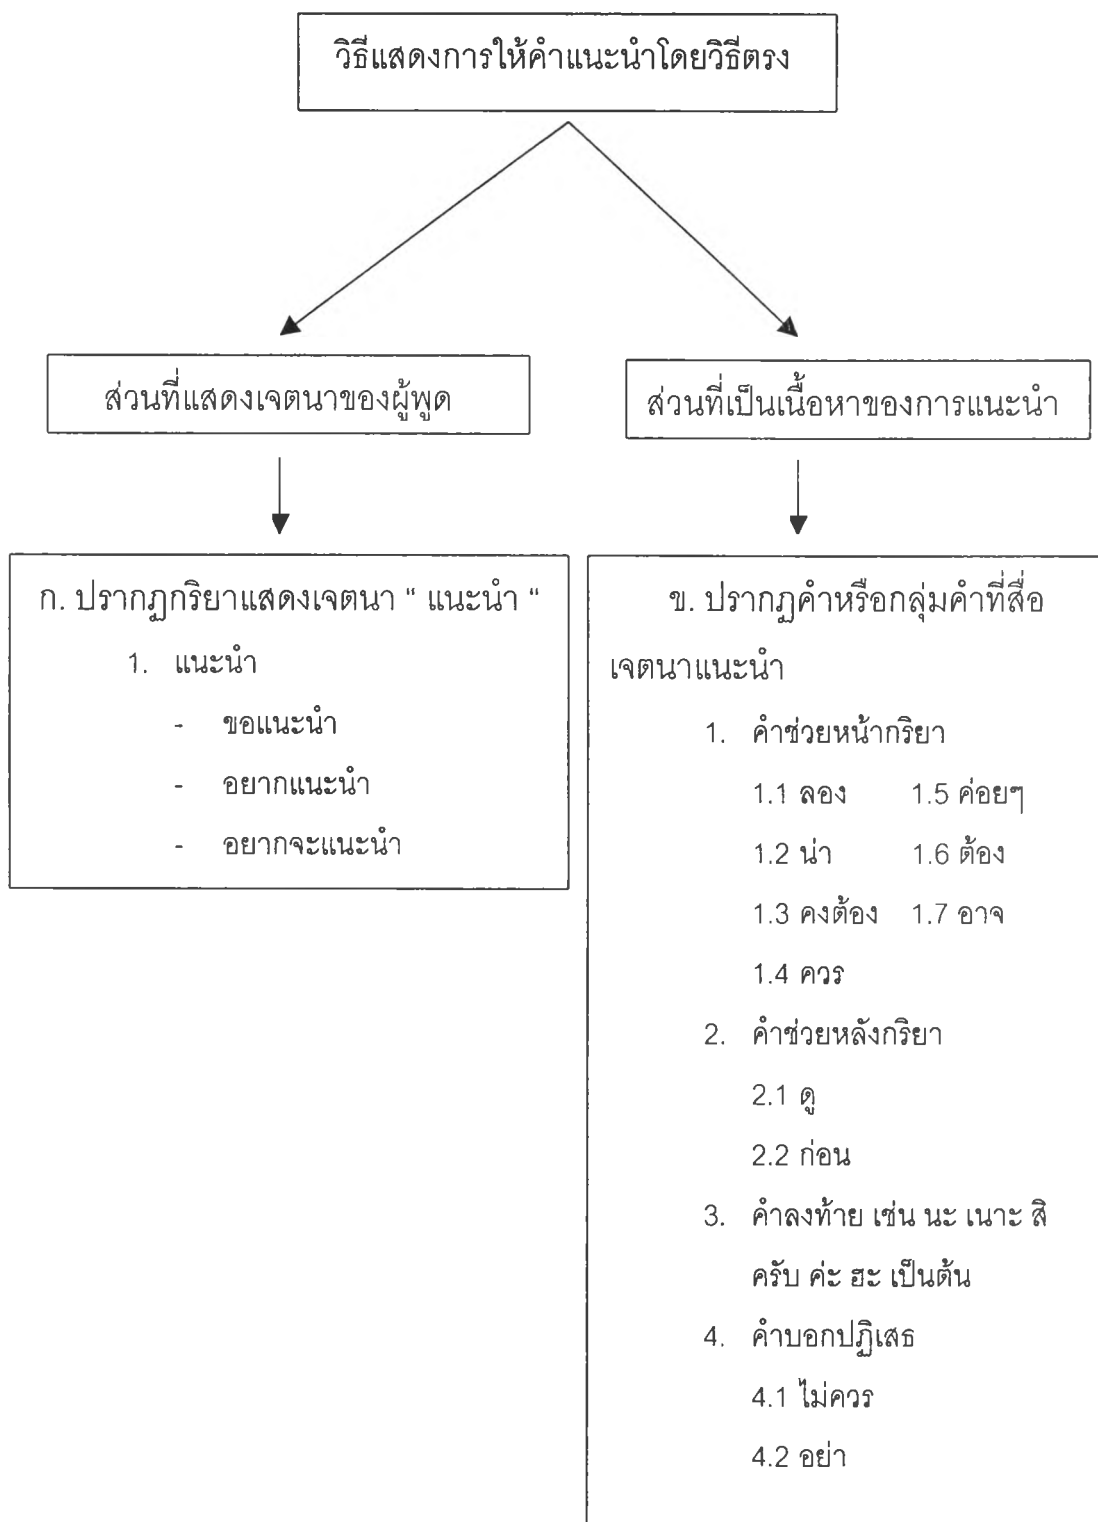 วิธีแสดงการให้คำแนะนำโดยวิธีตรง
ส่วนที่แสดงเจตนาของผู้พูด
ส่วนที่เป็นเนื้อหาของการแนะนำ
ก. ปรากฏกริยาแสดงเจตนา “ แนะนำ “
1. แนะนำ
- ขอแนะนำ
- อยากแนะนำ
- อยากจะแนะนำ
ข. ปรากฏคำหรือกลุ่มคำที่สื่อ
เจตนาแนะนำ
1. คำช่วยหน้ากริยา
1.1 ลอง 1.5 ค่อยๆ
1.2 น่า 1.6 ต้อง
1.3 คงต้อง 1.7 อาจ
1.4 ควร
2. คำช่วยหลังกริยา
2.1 ดู
2.2 ก่อน
3. คำลงท้าย เช่น นะ เนาะ สิ
ครับ ค่ะ ฮะ เป็นต้น
4. คำบอกปฏิเสธ
4.1 ไม่ควร
4.2 อย่า